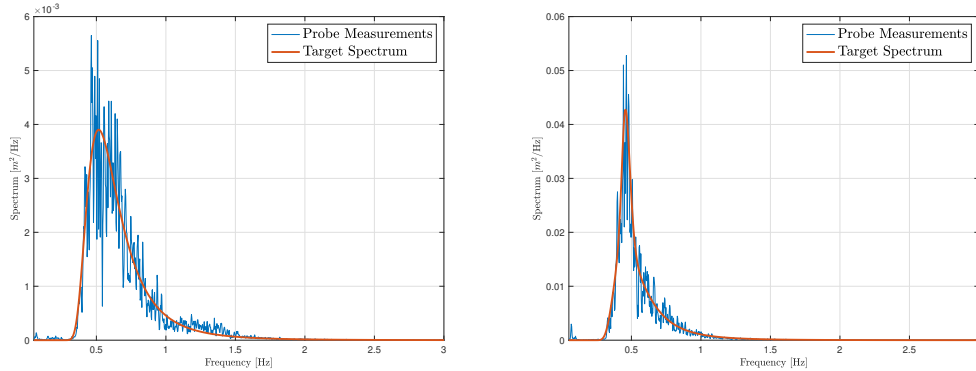 6 × 10⁻³
5
4
3
2
1
0
0.5
1
1.5
2
2.5
3
Frequency [Hz]
Spectrum [m²/Hz]
Probe Measurements
Target Spectrum
0.06
0.05
0.04
0.03
0.02
0.01
0
0.5
1
1.5
2
2.5
Frequency [Hz]
Spectrum [m²/Hz]
Probe Measurements
Target Spectrum